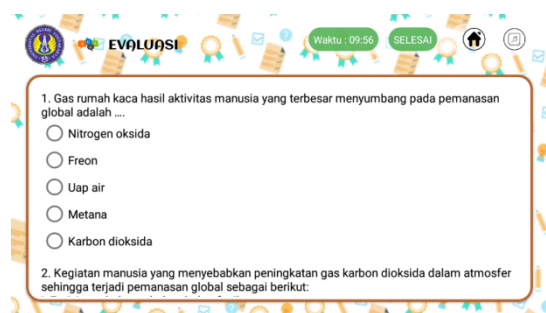 EVALUASI
Waktu : 09:56
SELESAI
1. Gas rumah kaca hasil aktivitas manusia yang terbesar menyumbang pada pemanasan
global adalah ....
Nitrogen oksida
Freon
Uap air
Metana
Karbon dioksida
2. Kegiatan manusia yang menyebabkan peningkatan gas karbon dioksida dalam atmosfer
sehingga terjadi pemanasan global sebagai berikut: